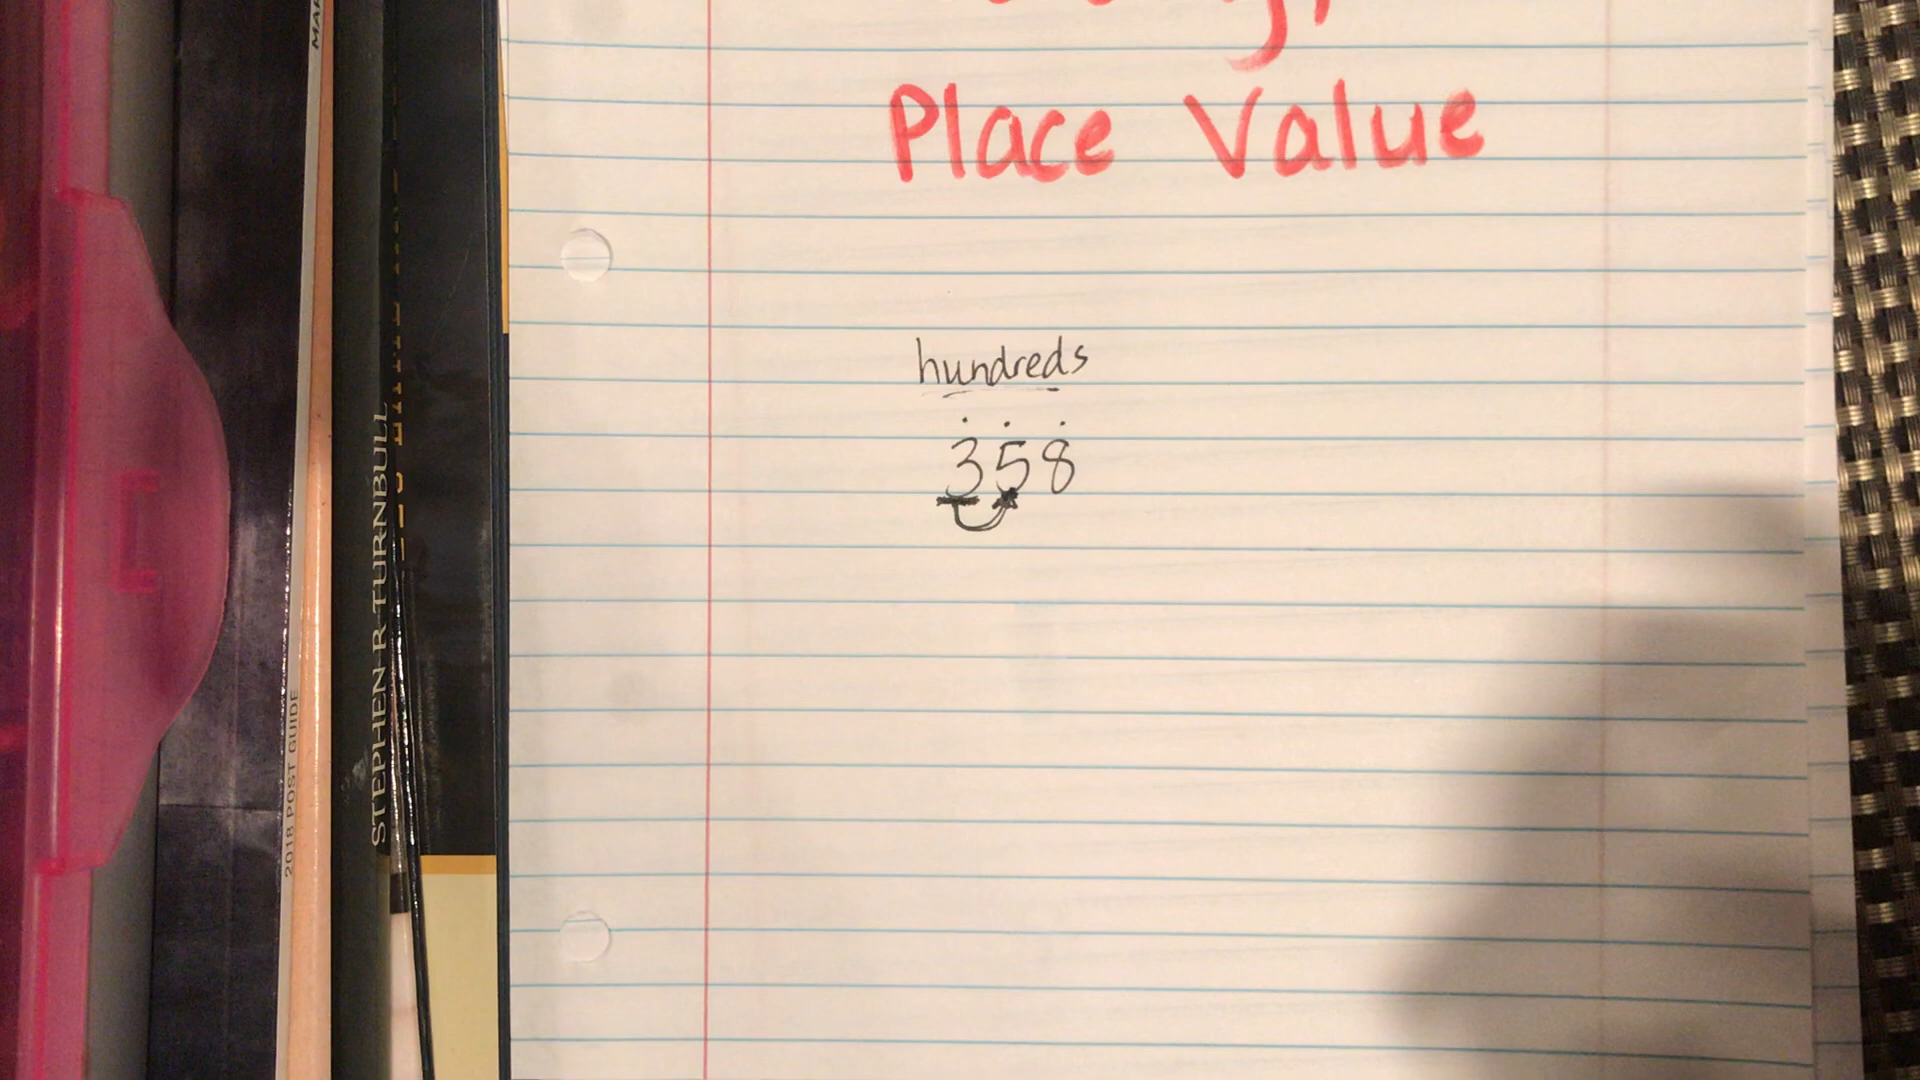 Place Value
hundreds
358
STEPHEN R TURNBULL
2018 POST GUIDE